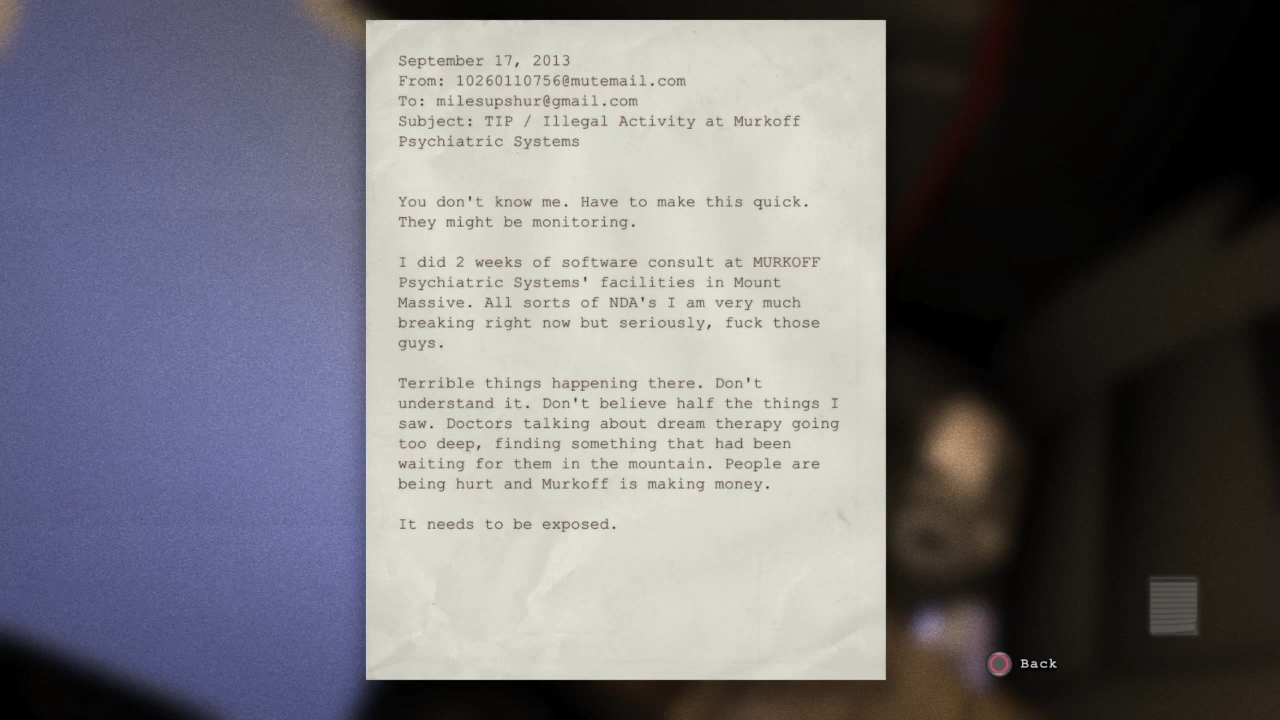 September 17, 2013
From: 10260110756@mutemail.com
To: milesupshur@gmail.com
Subject: TIP / Illegal Activity at Murkoff
Psychiatric Systems
You don't know me. Have to make this quick.
They might be monitoring.
I did 2 weeks of software consult at MURKOFF
Psychiatric Systems' facilities in Mount
Massive. All sorts of NDA's I am very much
breaking right now but seriously, fuck those
guys.
Terrible things happening there. Don't
understand it. Don't believe half the things I
saw. Doctors talking about dream therapy going
too deep, finding something that had been
waiting for them in the mountain. People are
being hurt and Murkoff is making money.
It needs to be exposed.
Back